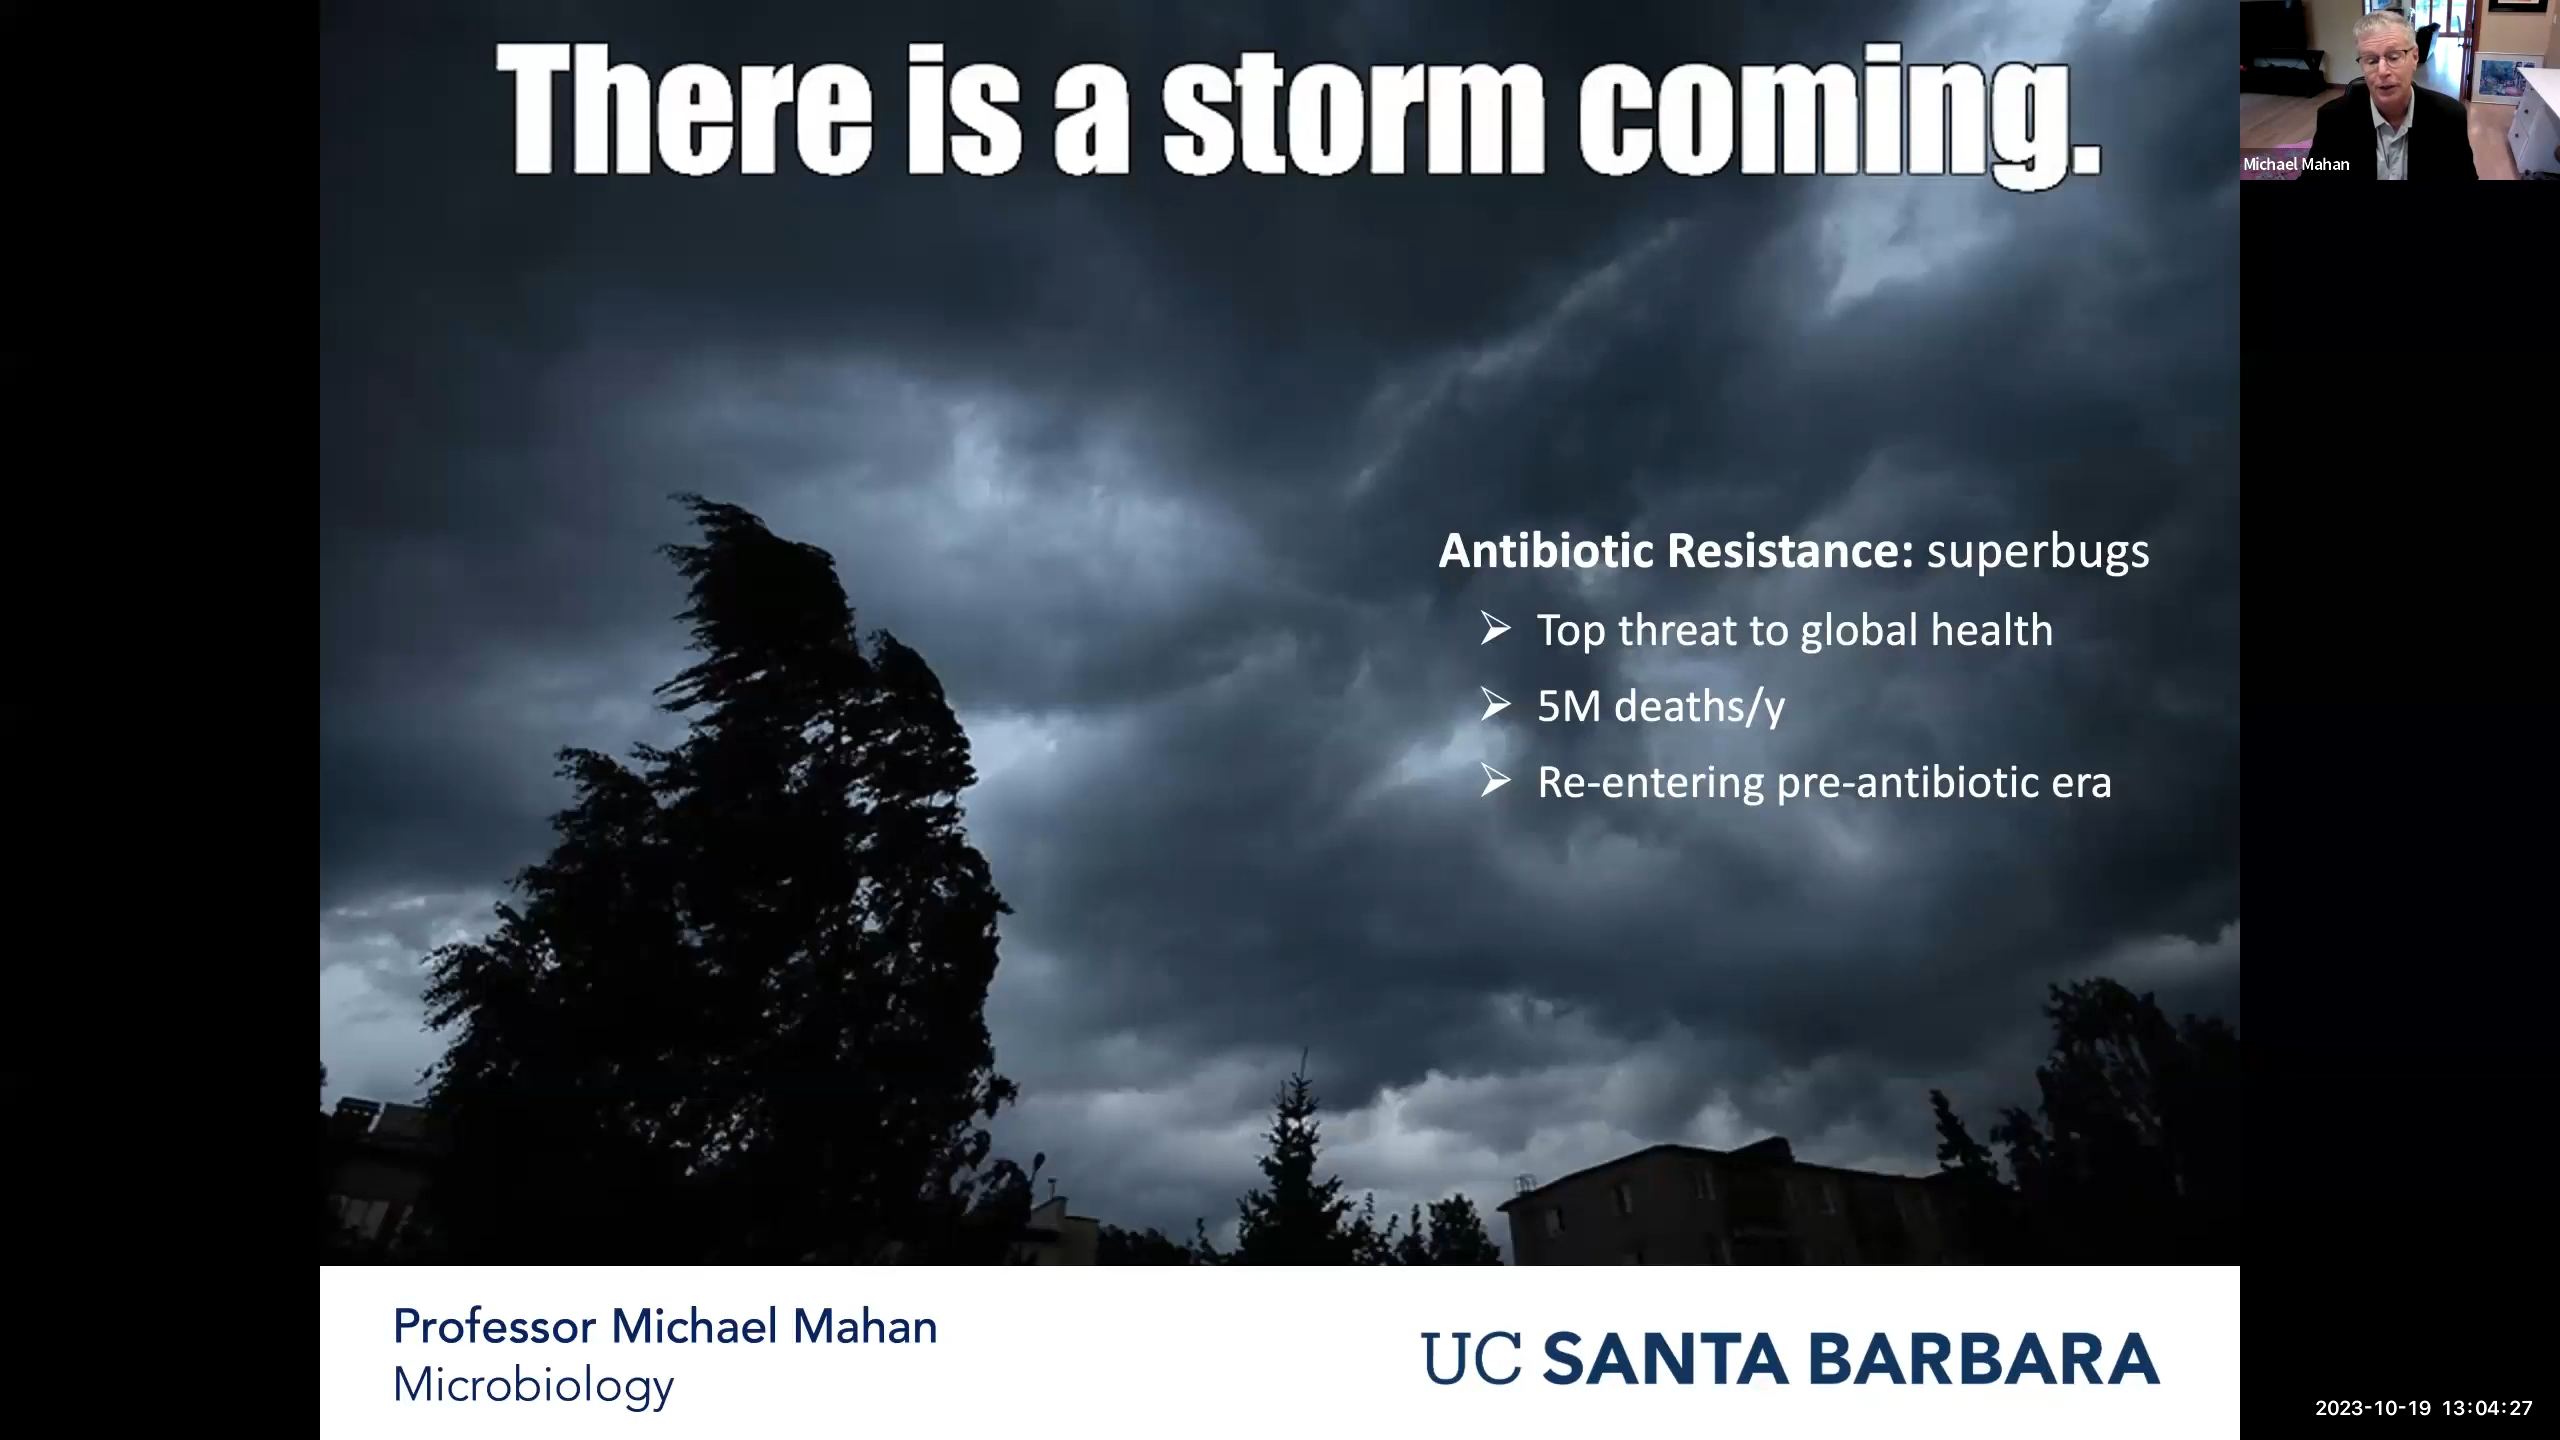 There is a storm coming.
Michael Mahan
Antibiotic Resistance: superbugs
➢ Top threat to global health
➢ 5M deaths/y
➢ Re-entering pre-antibiotic era
Professor Michael Mahan
Microbiology
UC SANTA BARBARA
2023-10-19 13:04:27